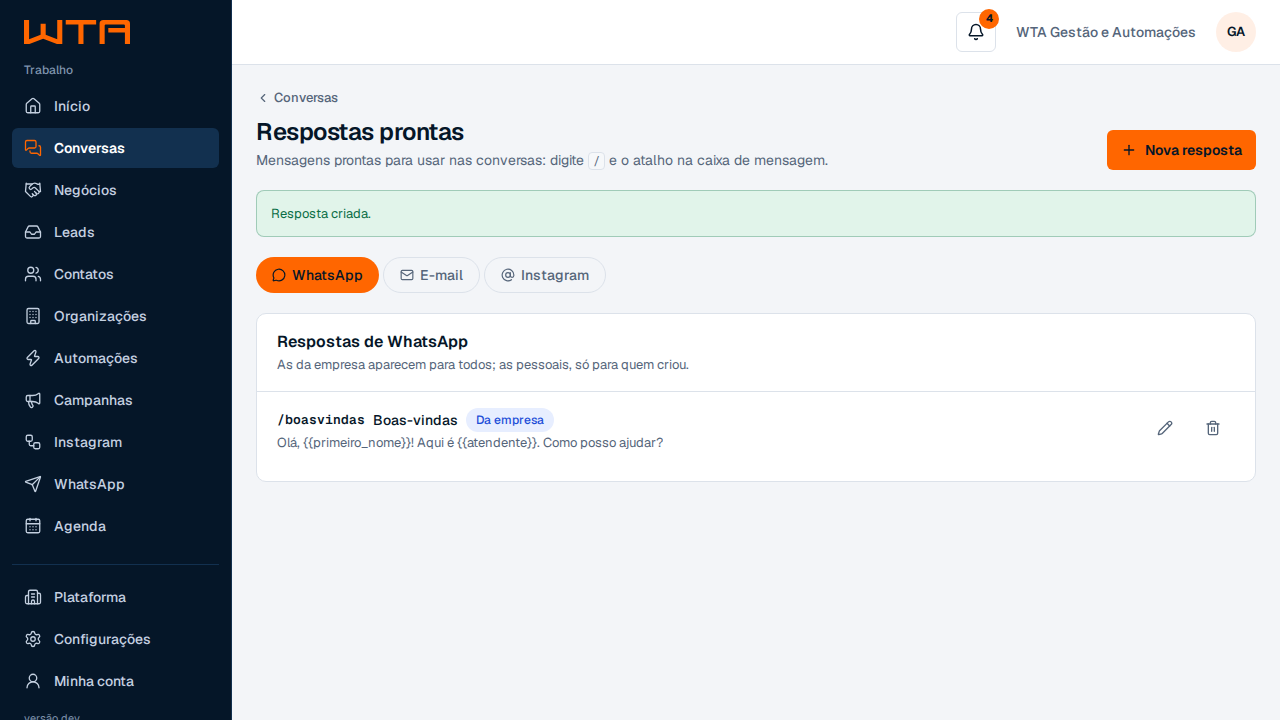 WTA
Trabalho
Início
Conversas
Negócios
Leads
Contatos
Organizações
Automações
Campanhas
Instagram
WhatsApp
Agenda
Plataforma
Configurações
Minha conta
versão dev
4
WTA Gestão e Automações
GA
Conversas
Respostas prontas
Mensagens prontas para usar nas conversas: digite / e o atalho na caixa de mensagem.
Nova resposta
Resposta criada.
WhatsApp
E-mail
Instagram
Respostas de WhatsApp
As da empresa aparecem para todos; as pessoais, só para quem criou.
/boasvindas Boas-vindas Da empresa
Olá, {{primeiro_nome}}! Aqui é {{atendente}}. Como posso ajudar?